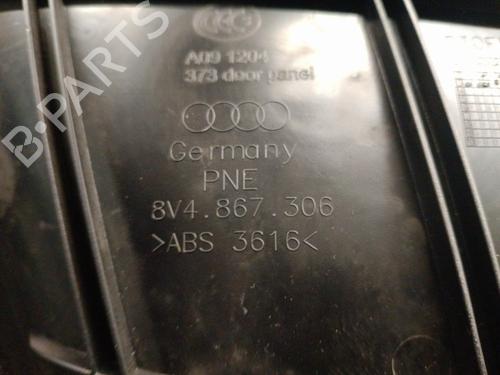 A09 1204
373 door panel
Germany
PNE
8V4.867.306
>ABS 3616<
B-PARTS